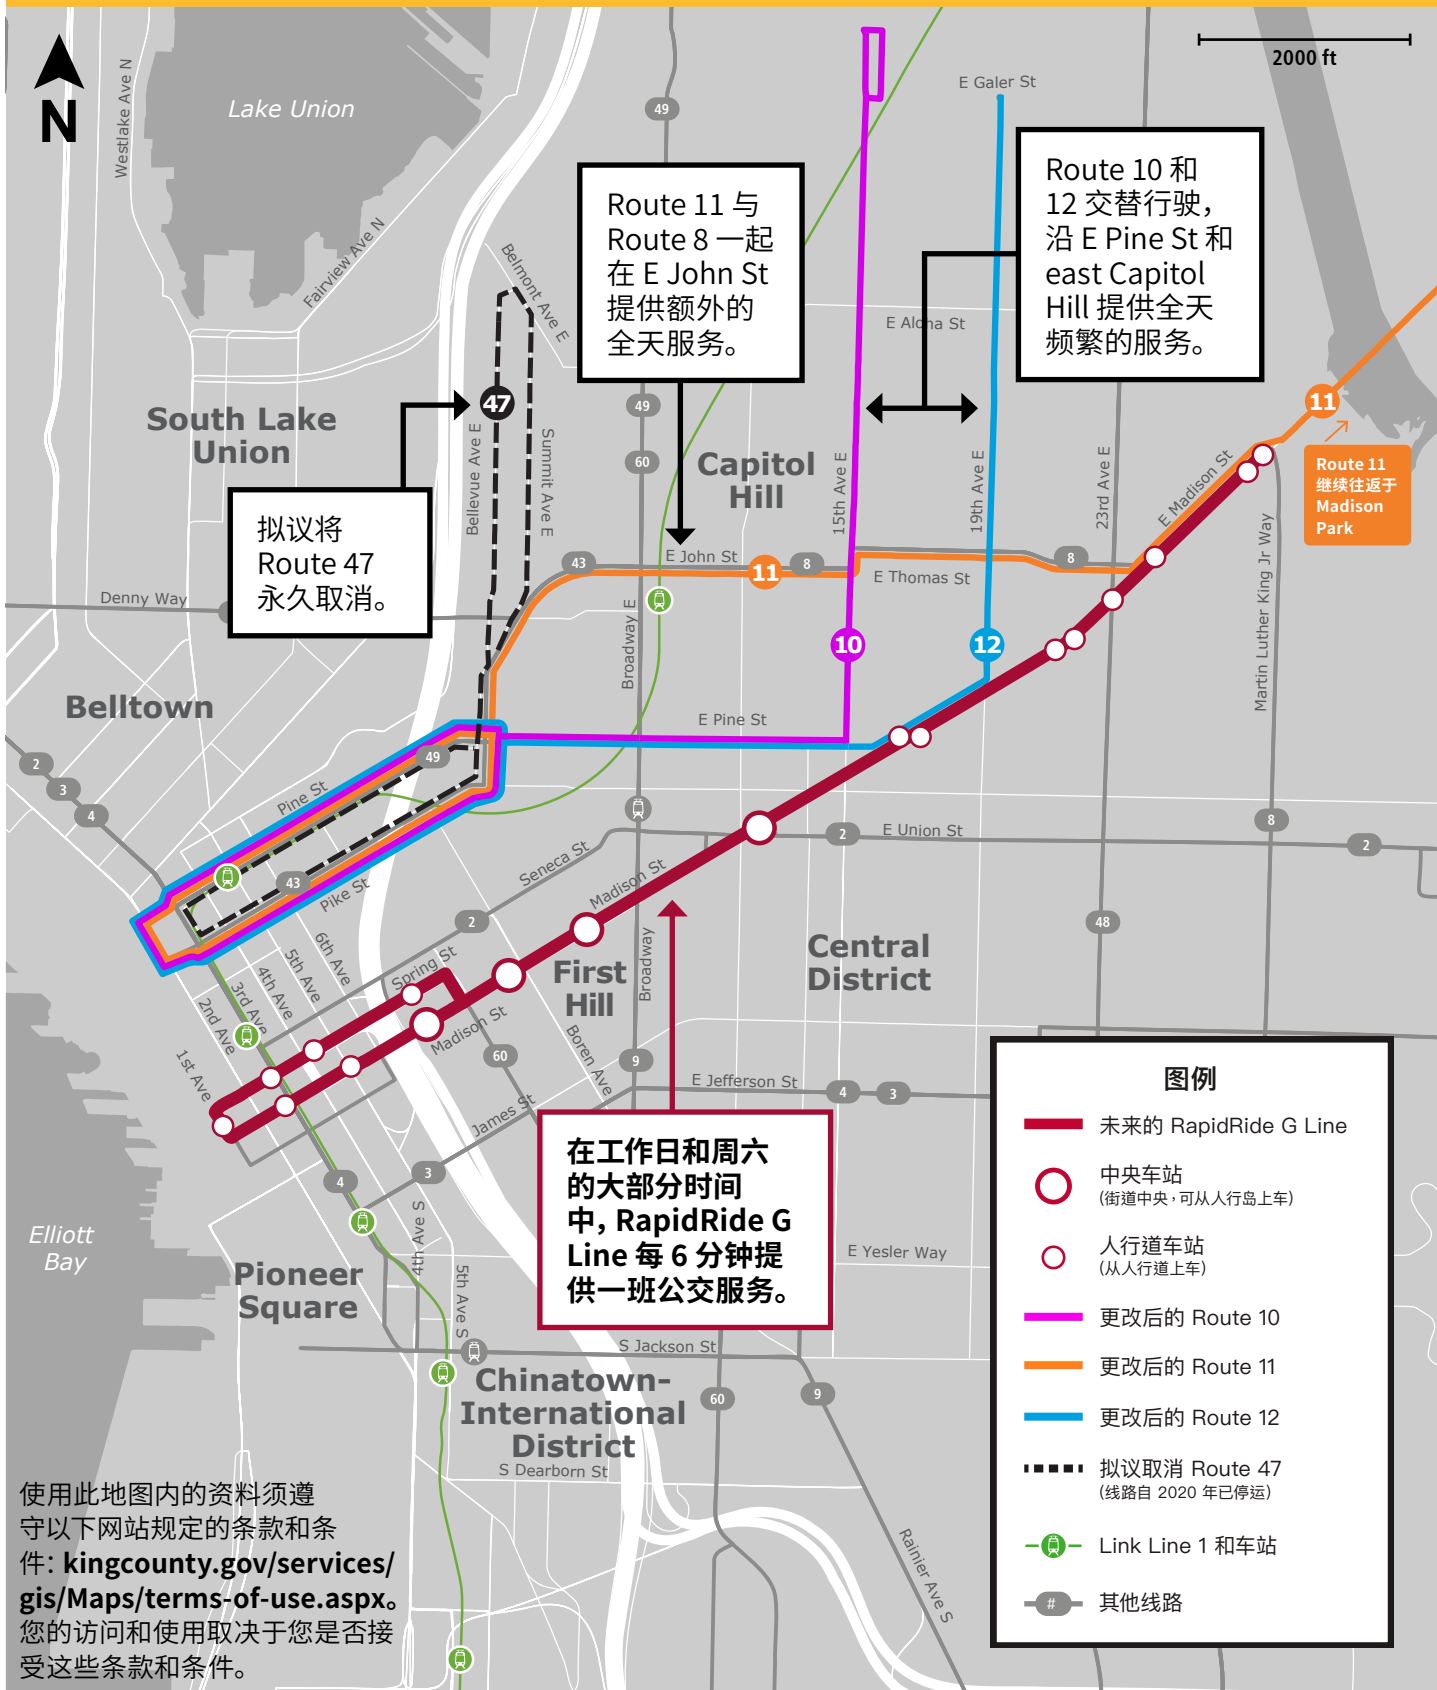 N
2000 ft
Lake Union
Westlake Ave N
Fairview Ave N
Belmont Ave E
E Galer St
49
Route 11 与
Route 8 一起
在 E John St
提供额外的
全天服务。
Route 10 和
12 交替行驶，
沿 E Pine St 和
east Capitol
Hill 提供全天
频繁的服务。
E Aloha St
South Lake
Union
47
49
60
Capitol
Hill
Bellevue Ave E
Summit Ave E
15th Ave E
19th Ave E
23rd Ave E
E Madison St
11
Route 11
继续往返于
Madison
Park
拟议将
Route 47
永久取消。
Denny Way
43
E John St
11
8
E Thomas St
8
Martin Luther King Jr Way
Broadway E
10
12
Belltown
E Pine St
2
3
4
49
Pine St
43
Pike St
Seneca St
Madison St
2
E Union St
8
2
48
2
Spring St
6th Ave
5th Ave
4th Ave
3rd Ave
2nd Ave
1st Ave
First
Hill
Broadway
Central
District
Madison St
60
Boren Ave
9
E Jefferson St
4
3
James St
3
4
在工作日和周六
的大部分时间
中，RapidRide G
Line 每 6 分钟提
供一班公交服务。
E Yesler Way
Elliott
Bay
Pioneer
Square
4th Ave S
5th Ave S
S Jackson St
Chinatown-
International
District
60
9
S Dearborn St
Rainier Ave S
图例
未来的 RapidRide G Line
中央车站
(街道中央，可从人行岛上车)
人行道车站
(从人行道上车)
更改后的 Route 10
更改后的 Route 11
更改后的 Route 12
拟议取消 Route 47
(线路自 2020 年已停运)
Link Line 1 和车站
#
其他线路
使用此地图内的资料须遵
守以下网站规定的条款和条
件：kingcounty.gov/services/
gis/Maps/terms-of-use.aspx。
您的访问和使用取决于您是否接
受这些条款和条件。